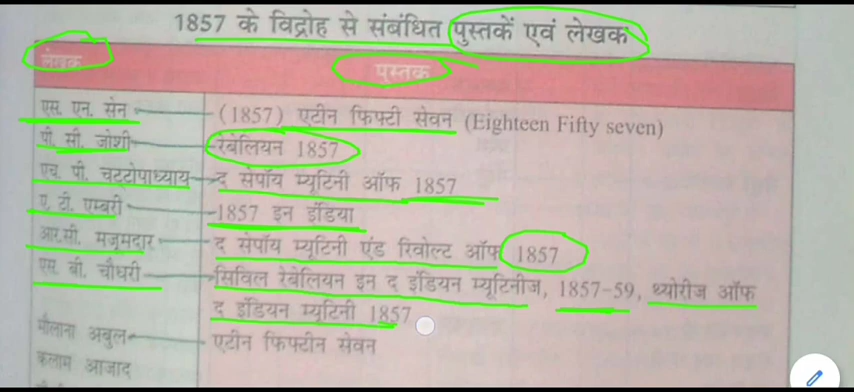 1857 के विद्रोह से संबंधित पुस्तकें एवं लेखक
लेखक पुस्तक
एस. एन. सेन (1857) एटीन फिफ्टी सेवन (Eighteen Fifty seven)
पी. सी. जोशी रेबेलियन 1857
एच. पी. चट्टोपाध्याय द सेपॉय म्यूटिनी ऑफ 1857
ए. टी. एम्बरी 1857 इन इंडिया
आर.सी. मजूमदार द सेपॉय म्यूटिनी एंड रिवोल्ट ऑफ 1857
एस. बी. चौधरी सिविल रेबेलियन इन द इंडियन म्यूटिनीज, 1857-59, थ्योरीज ऑफ
द इंडियन म्यूटिनी 1857
मौलाना अबुल एटीन फिफ्टीन सेवन
कलाम आजाद